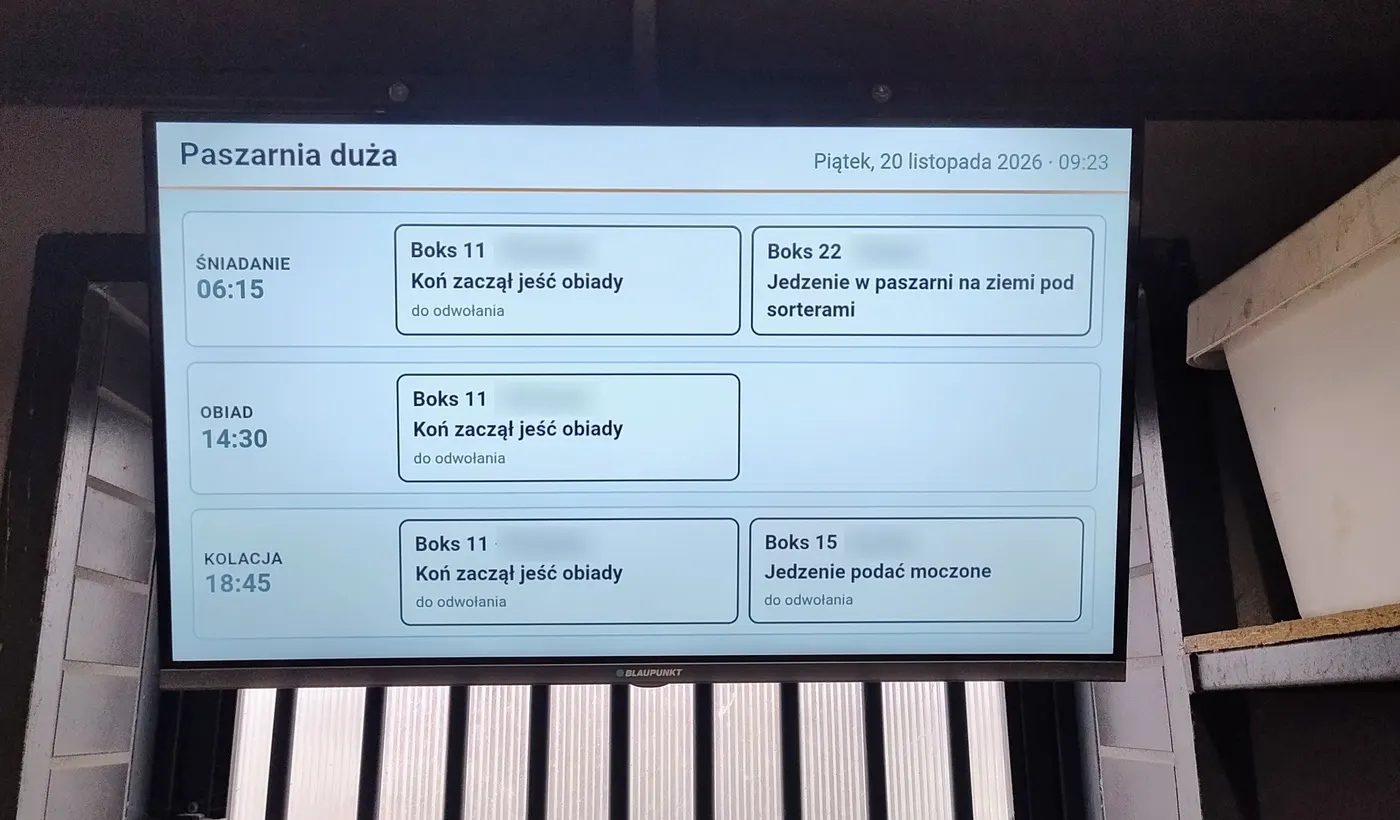 Paszarnia duża
Piątek, 20 listopada 2026 · 09:23
ŚNIADANIE
06:15
Boks 11
Koń zaczął jeść obiady
do odwołania
Boks 22
Jedzenie w paszarni na ziemi pod
sorterami
OBIAD
14:30
Boks 11
Koń zaczął jeść obiady
do odwołania
KOLACJA
18:45
Boks 11
Koń zaczął jeść obiady
do odwołania
Boks 15
Jedzenie podać moczone
do odwołania
BLAUPUNKT